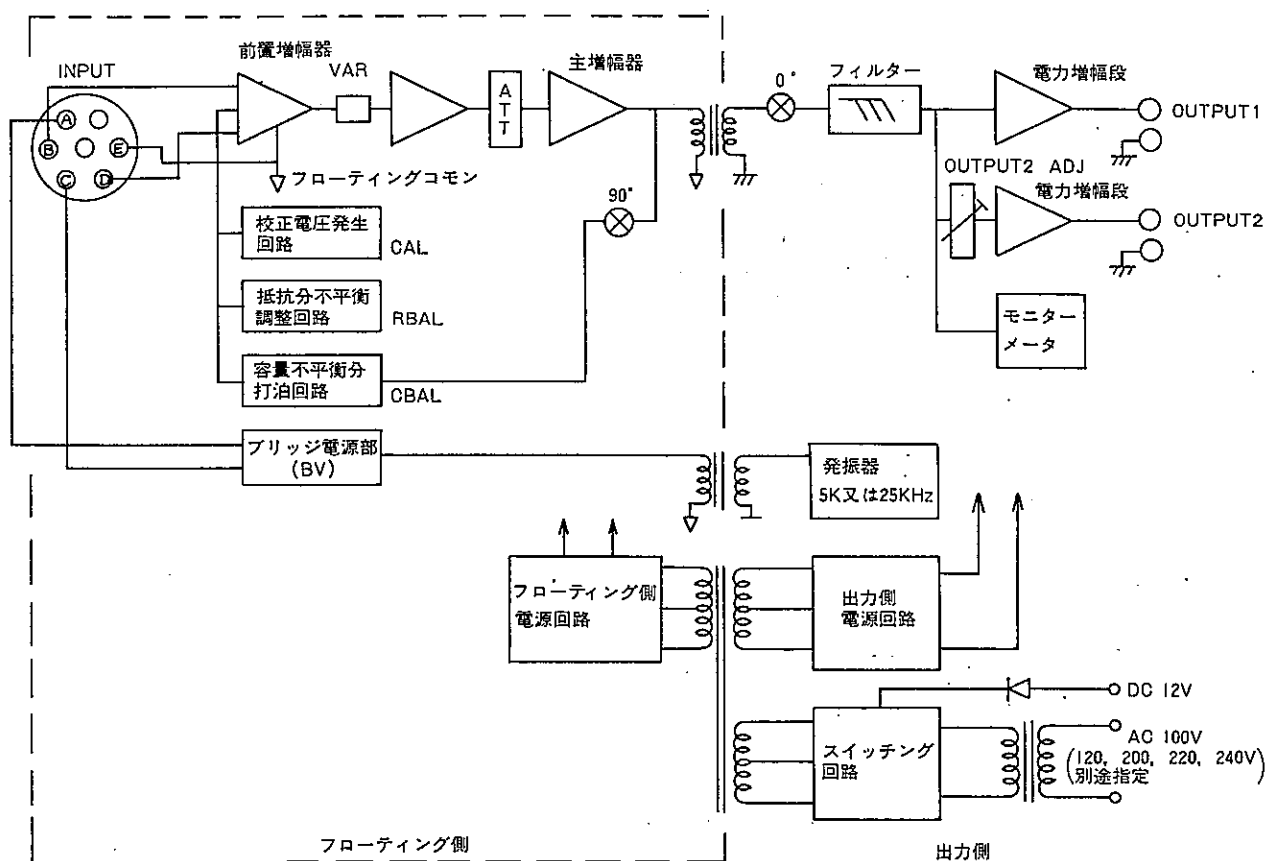 INPUT
A
B
C
D
E
前置増幅器
VAR
A
T
T
主増幅器
0°
フィルター
電力増幅段
OUTPUT1
フローティングコモン
90°
OUTPUT2 ADJ
電力増幅段
OUTPUT2
校正電圧発生
回路
CAL
抵抗分不平衡
調整回路
RBAL
モニター
メータ
容量不平衡分
打泊回路
CBAL
ブリッジ電源部
(BV)
発振器
5K又は25KHz
フローティング側
電源回路
出力側
電源回路
DC 12V
スイッチング
回路
AC 100V
(120, 200, 220, 240V)
別途指定
フローティング側
出力側